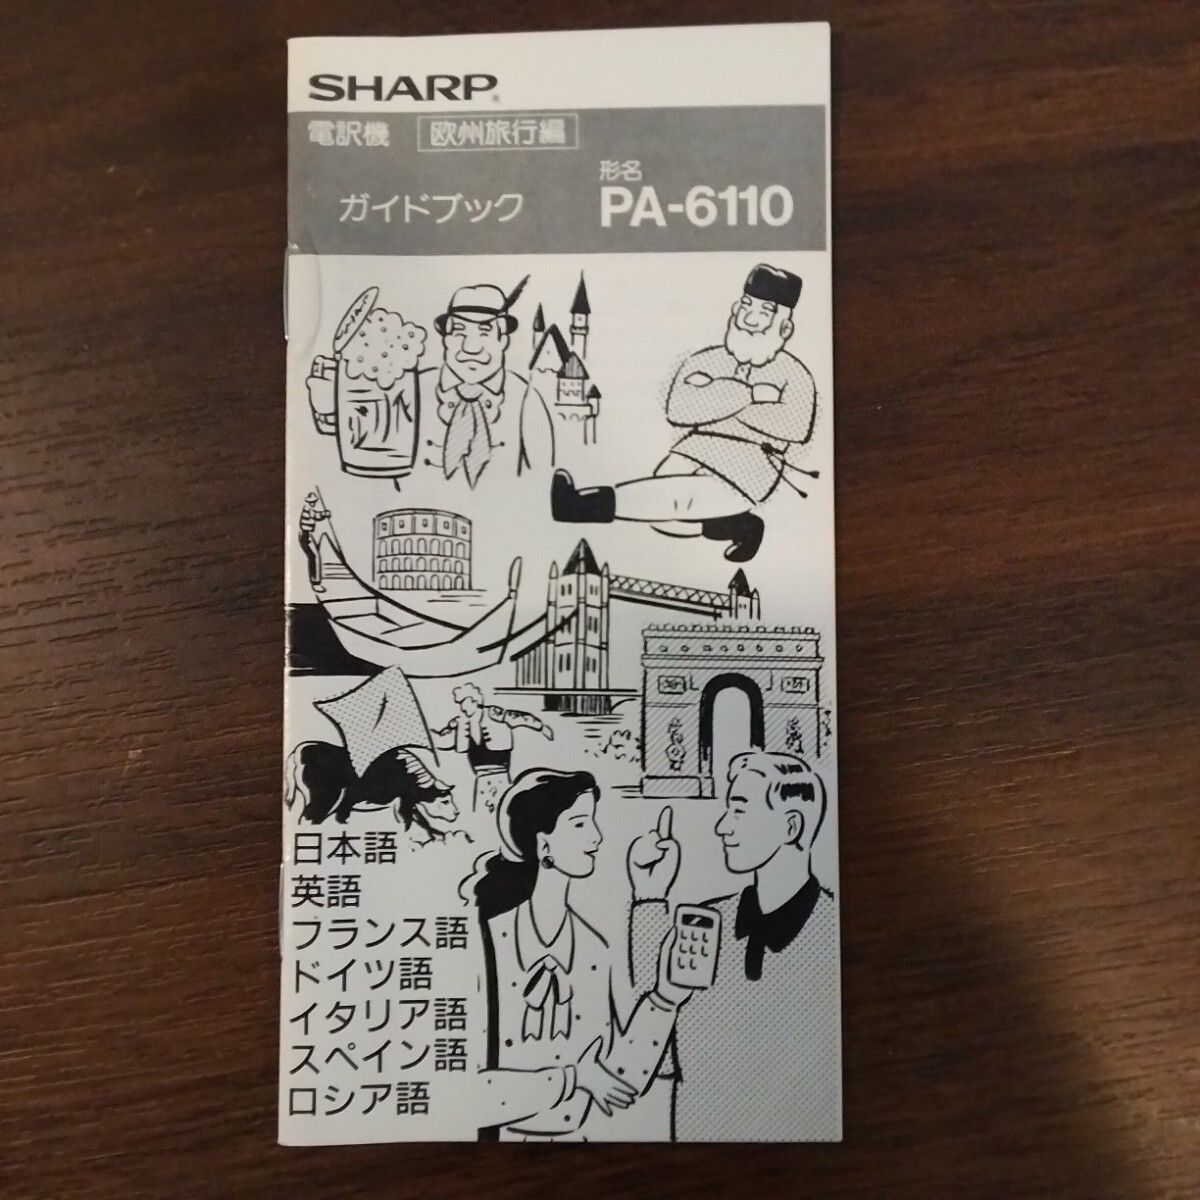 SHARP
電訳機 欧州旅行編
ガイドブック
形名
PA-6110
日本語
英語
フランス語
ドイツ語
イタリア語
スペイン語
ロシア語